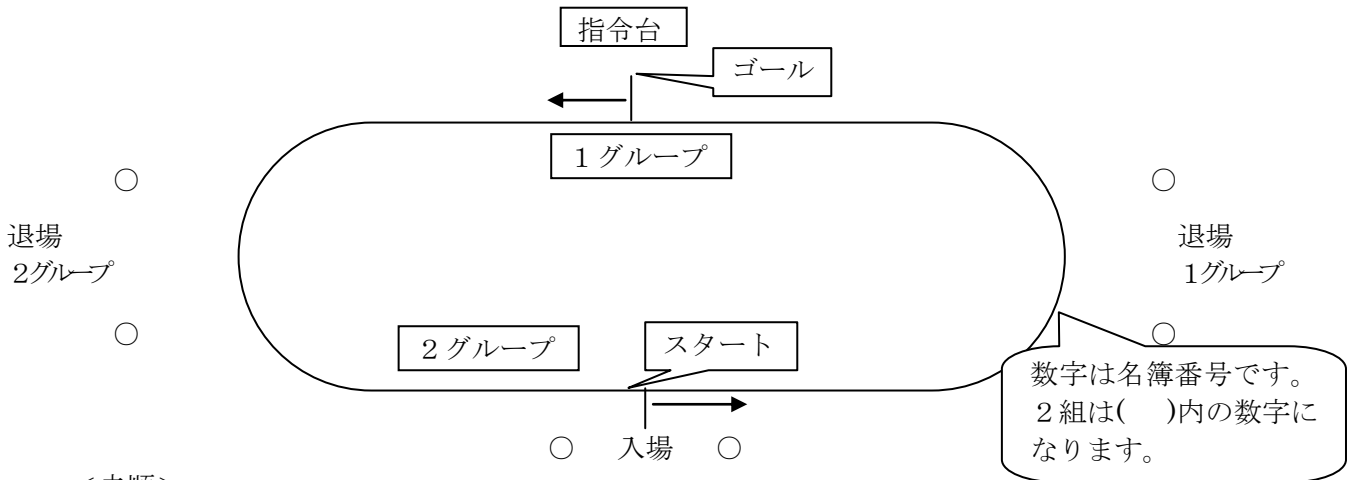 指令台
ゴール
1グループ
○
○
退場
2グループ
退場
1グループ
○
○
2グループ
スタート
数字は名簿番号です。
2組は(　)内の数字に
なります。
○　入場　○